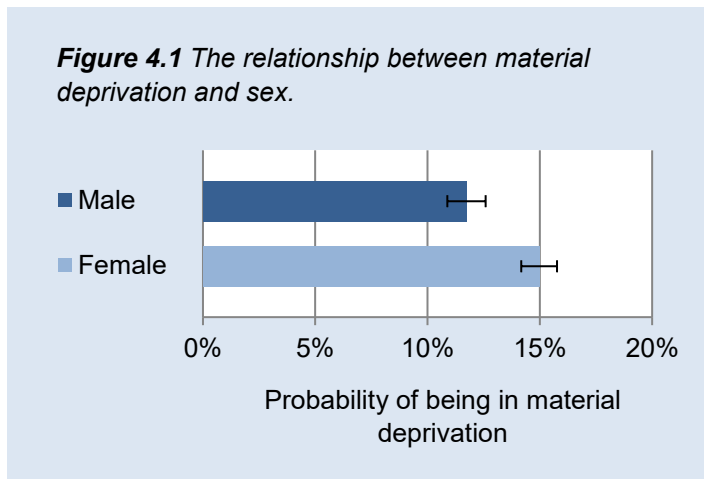 Figure 4.1 The relationship between material
deprivation and sex.
Male
Female
0% 5% 10% 15% 20%
Probability of being in material
deprivation